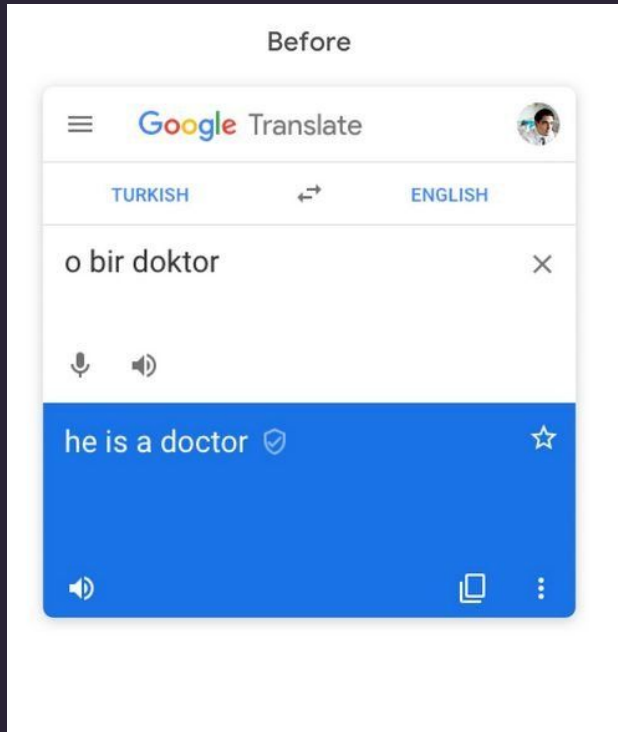 Before
Google Translate
TURKISH ENGLISH
o bir doktor
he is a doctor